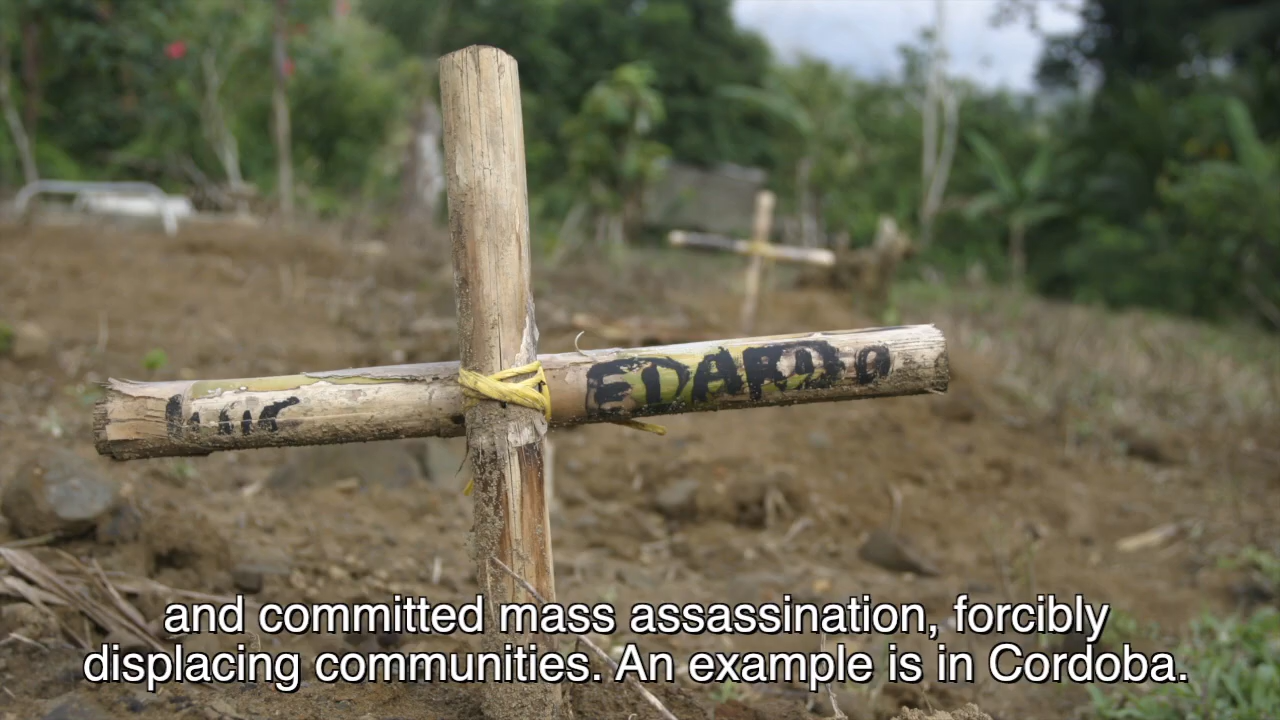 EDARDO
and committed mass assassination, forcibly
displacing communities. An example is in Cordoba.